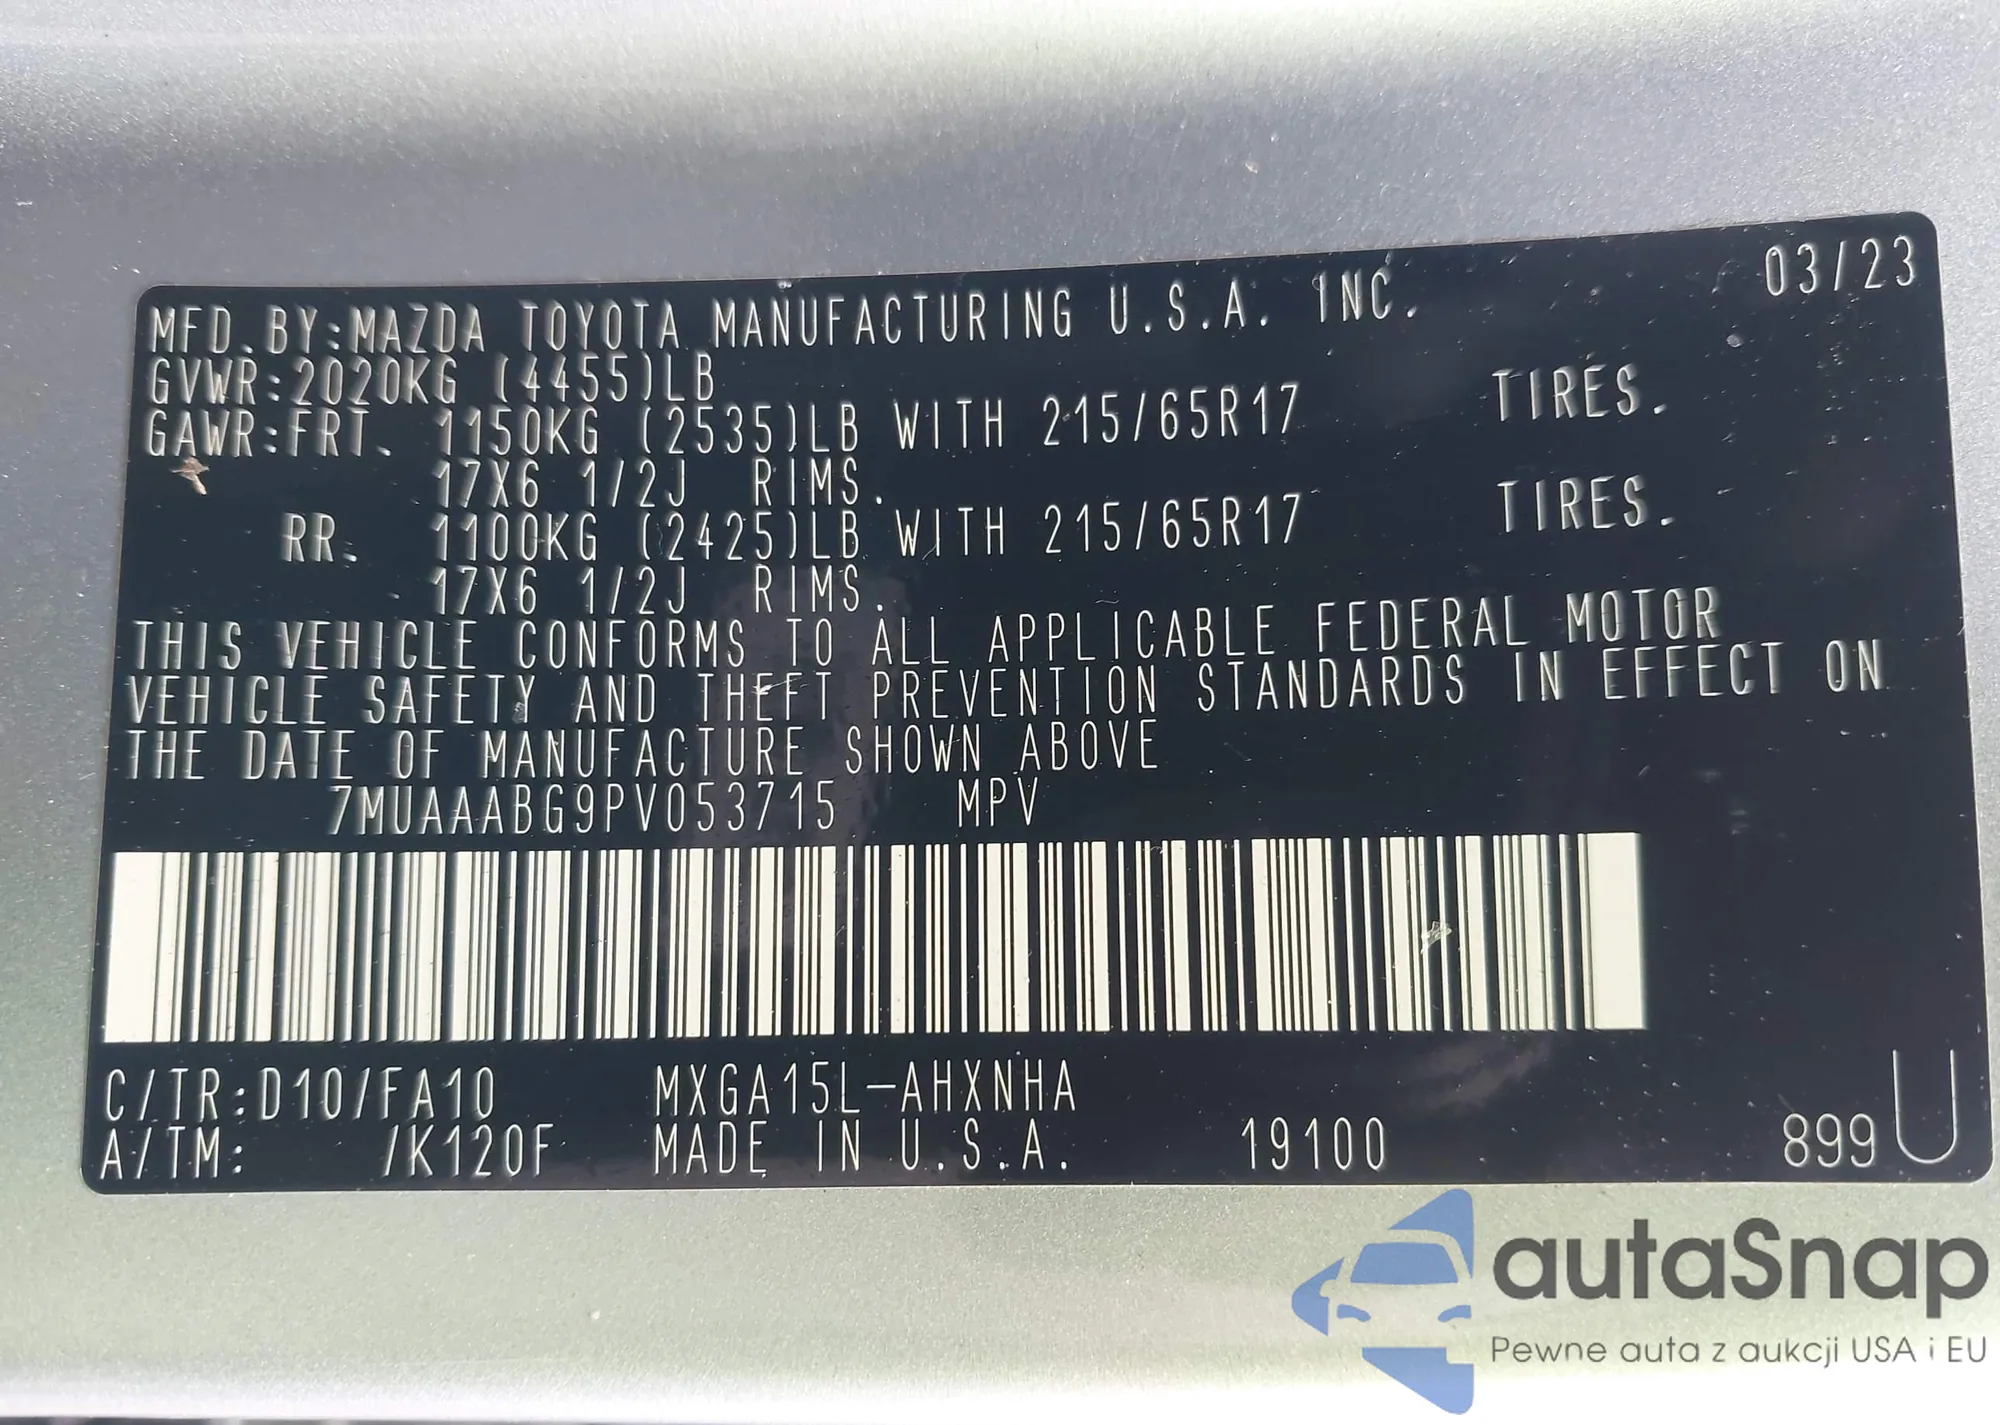 03/23
MFD. BY:MAZDA TOYOTA MANUFACTURING U.S.A. INC.
GVWR:2020KG (4455)LB
GAWR:FRT. 1150KG (2535)LB WITH 215/65R17 TIRES.
17X6 1/2J RIMS.
RR. 1100KG (2425)LB WITH 215/65R17 TIRES.
17X6 1/2J RIMS.
THIS VEHICLE CONFORMS TO ALL APPLICABLE FEDERAL MOTOR
VEHICLE SAFETY AND THEFT PREVENTION STANDARDS IN EFFECT ON
THE DATE OF MANUFACTURE SHOWN ABOVE
7MUAAABG9PV053715 MPV
C/TR:D10/FA10 MXGA15L-AHXNHA
A/TM: /K120F MADE IN U.S.A. 19100 899 U
autaSnap
Pewne auta z aukcji USA i EU